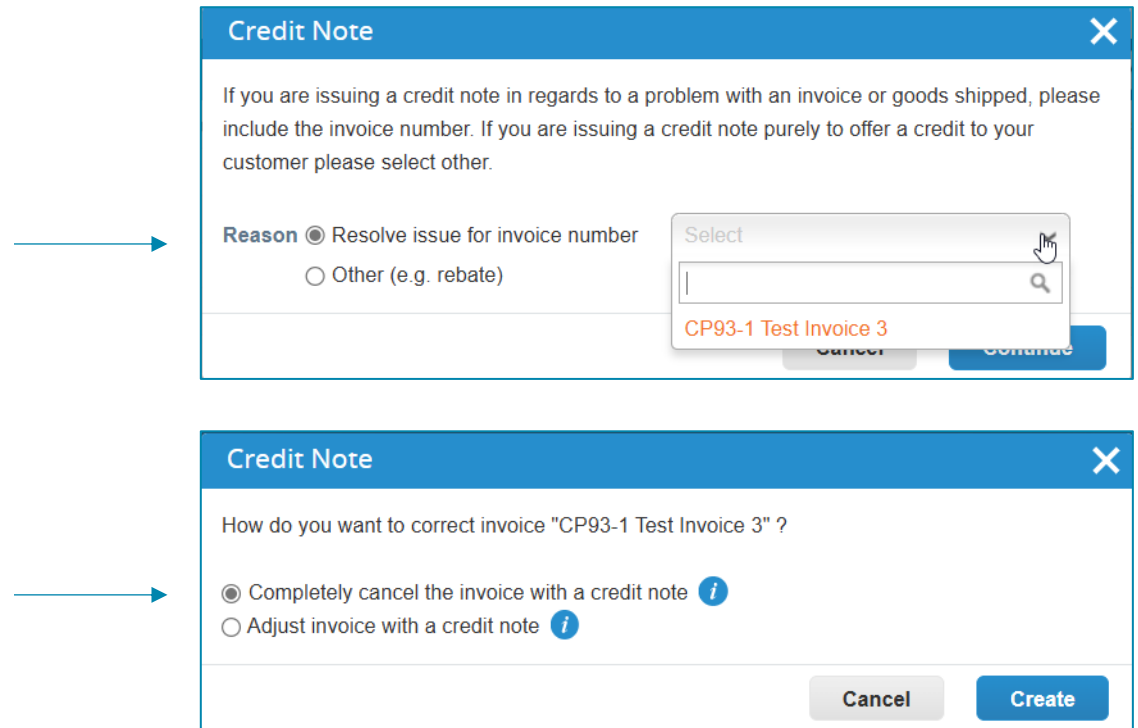 Credit Note
If you are issuing a credit note in regards to a problem with an invoice or goods shipped, please
include the invoice number. If you are issuing a credit note purely to offer a credit to your
customer please select other.
Reason Resolve issue for invoice number Select
Other (e.g. rebate)
CP93-1 Test Invoice 3
Cancel Continue
Credit Note
How do you want to correct invoice "CP93-1 Test Invoice 3" ?
Completely cancel the invoice with a credit note i
Adjust invoice with a credit note i
Cancel Create